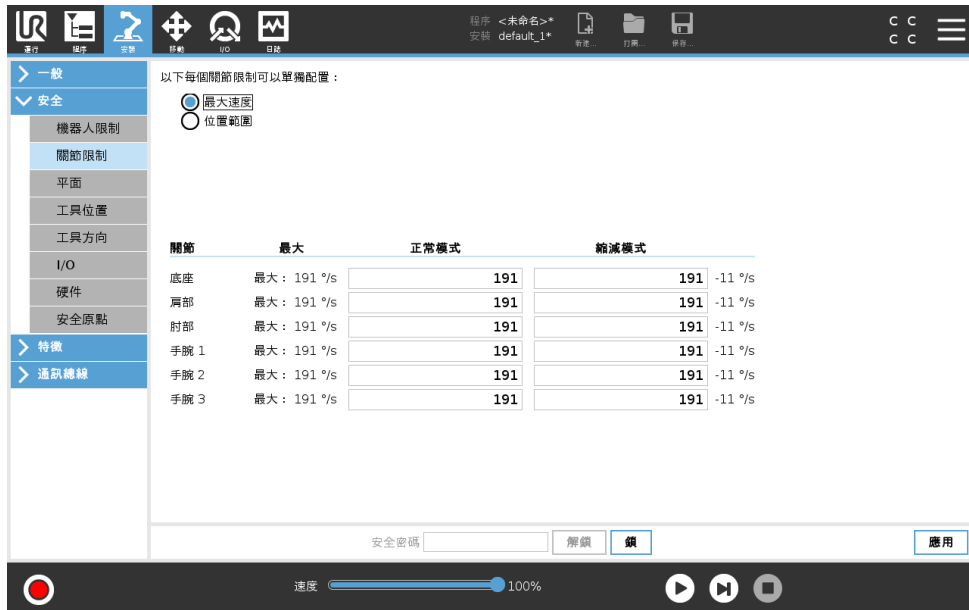 程序 <未命名>*
安裝 default_1*
運行 程序 安裝 移動 I/O 日誌 新建... 打開... 保存...
C C
C C
一般
安全
機器人限制
關節限制
平面
工具位置
工具方向
I/O
硬件
安全原點
特徵
通訊總線
以下每個關節限制可以單獨配置：
最大速度
位置範圍
關節 最大 正常模式 縮減模式
底座 最大： 191 °/s 191 191 -11 °/s
肩部 最大： 191 °/s 191 191 -11 °/s
肘部 最大： 191 °/s 191 191 -11 °/s
手腕 1 最大： 191 °/s 191 191 -11 °/s
手腕 2 最大： 191 °/s 191 191 -11 °/s
手腕 3 最大： 191 °/s 191 191 -11 °/s
安全密碼 解鎖 鎖 應用
速度 100%